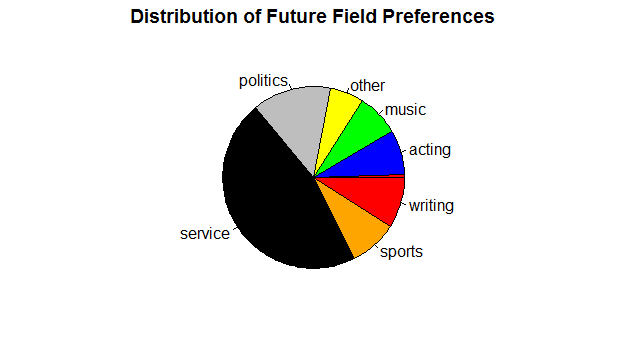 Distribution of Future Field Preferences
politics
other
music
acting
writing
service
sports